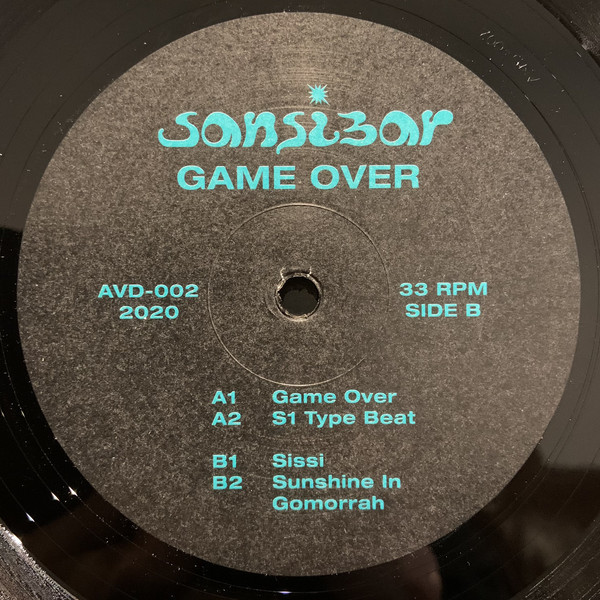 sansizar
GAME OVER
AVD-002
2020
33 RPM
SIDE B
A1 Game Over
A2 S1 Type Beat
B1 Sissi
B2 Sunshine In
Gomorrah